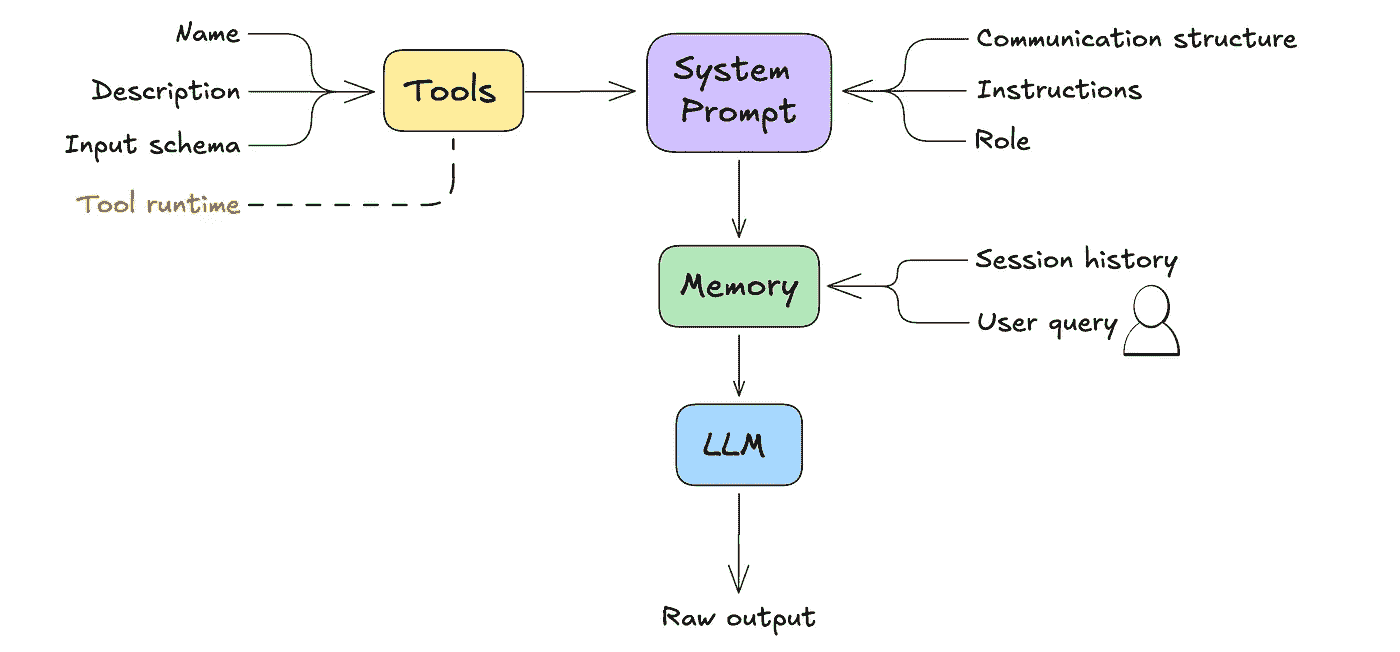 Name
Description
Input schema
Tool runtime
Tools
System
Prompt
Communication structure
Instructions
Role
Memory
Session history
User query
LLM
Raw output